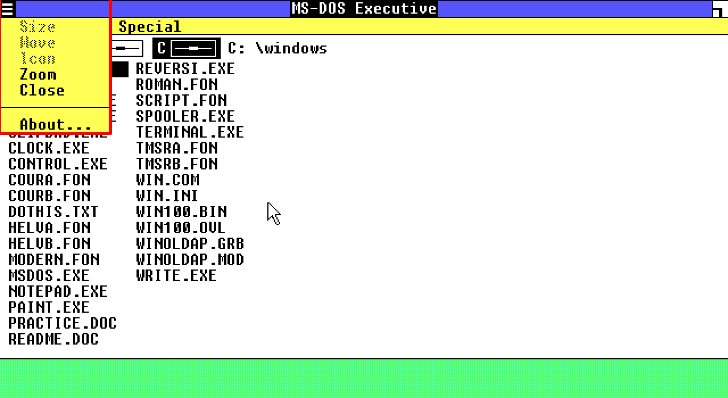 MS-DOS Executive
Size
Move
Icon
Zoom
Close
About...
Special
C C: \windows
REVERSI.EXE
ROMAN.FON
SCRIPT.FON
SPOOLER.EXE
TERMINAL.EXE
CLOCK.EXE TMSRA.FON
CONTROL.EXE TMSRB.FON
COURA.FON WIN.COM
COURB.FON WIN.INI
DOTHIS.TXT WIN100.BIN
HELVA.FON WIN100.OVL
HELVB.FON WINOLDAP.GRB
MODERN.FON WINOLDAP.MOD
MSDOS.EXE WRITE.EXE
NOTEPAD.EXE
PAINT.EXE
PRACTICE.DOC
README.DOC